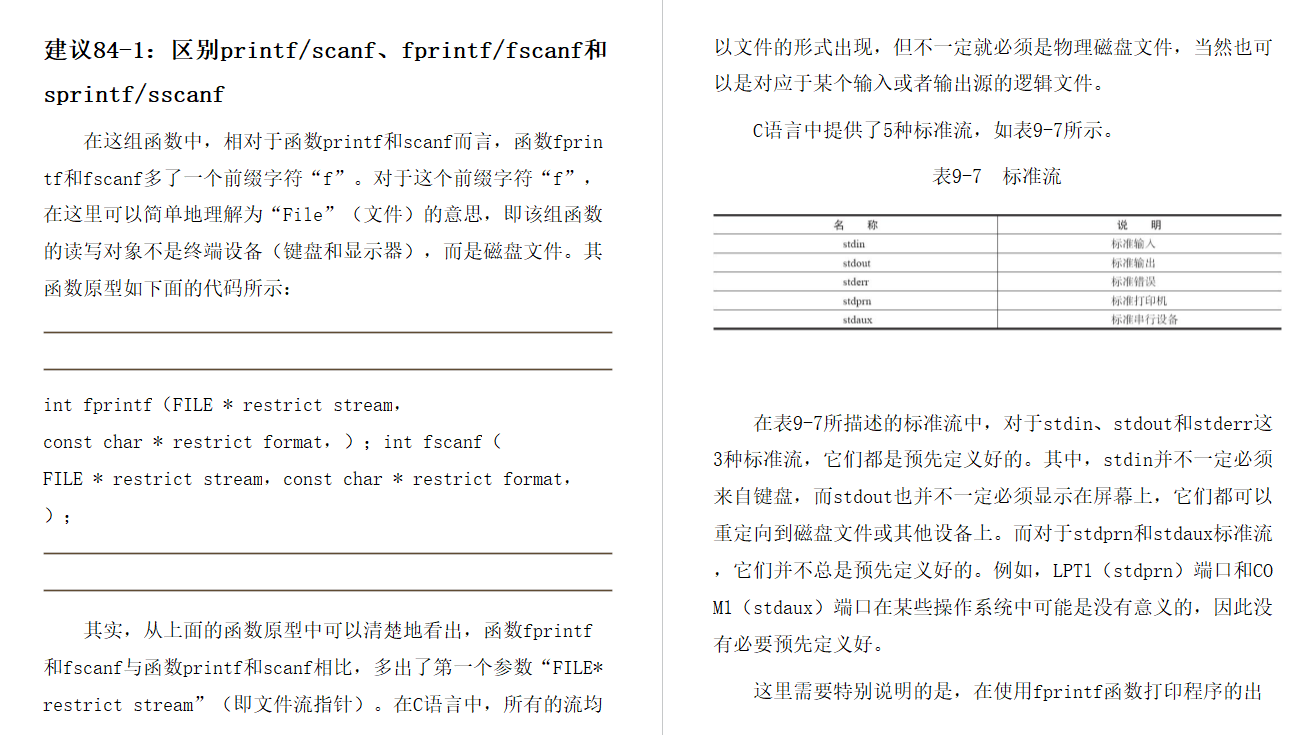 建议84-1：区别printf/scanf、fprintf/fscanf和
sprintf/sscanf
在这组函数中，相对于函数printf和scanf而言，函数fprin
tf和fscanf多了一个前缀字符“f”。对于这个前缀字符“f”，
在这里可以简单地理解为“File”（文件）的意思，即该组函数
的读写对象不是终端设备（键盘和显示器），而是磁盘文件。其
函数原型如下面的代码所示：
int fprintf（FILE * restrict stream，
const char * restrict format，）；int fscanf（
FILE * restrict stream，const char * restrict format，
）；
其实，从上面的函数原型中可以清楚地看出，函数fprintf
和fscanf与函数printf和scanf相比，多出了第一个参数“FILE*
restrict stream”（即文件流指针）。在C语言中，所有的流均
以文件的形式出现，但不一定就必须是物理磁盘文件，当然也可
以是对应于某个输入或者输出源的逻辑文件。
C语言中提供了5种标准流，如表9-7所示。
表9-7 标准流
名 称 说 明
stdin 标准输入
stdout 标准输出
stderr 标准错误
stdprn 标准打印机
stdaux 标准串行设备
在表9-7所描述的标准流中，对于stdin、stdout和stderr这
3种标准流，它们都是预先定义好的。其中，stdin并不一定必须
来自键盘，而stdout也并不一定必须显示在屏幕上，它们都可以
重定向到磁盘文件或其他设备上。而对于stdprn和stdaux标准流
，它们并不总是预先定义好的。例如，LPT1（stdprn）端口和CO
M1（stdaux）端口在某些操作系统中可能是没有意义的，因此没
有必要预先定义好。
这里需要特别说明的是，在使用fprintf函数打印程序的出